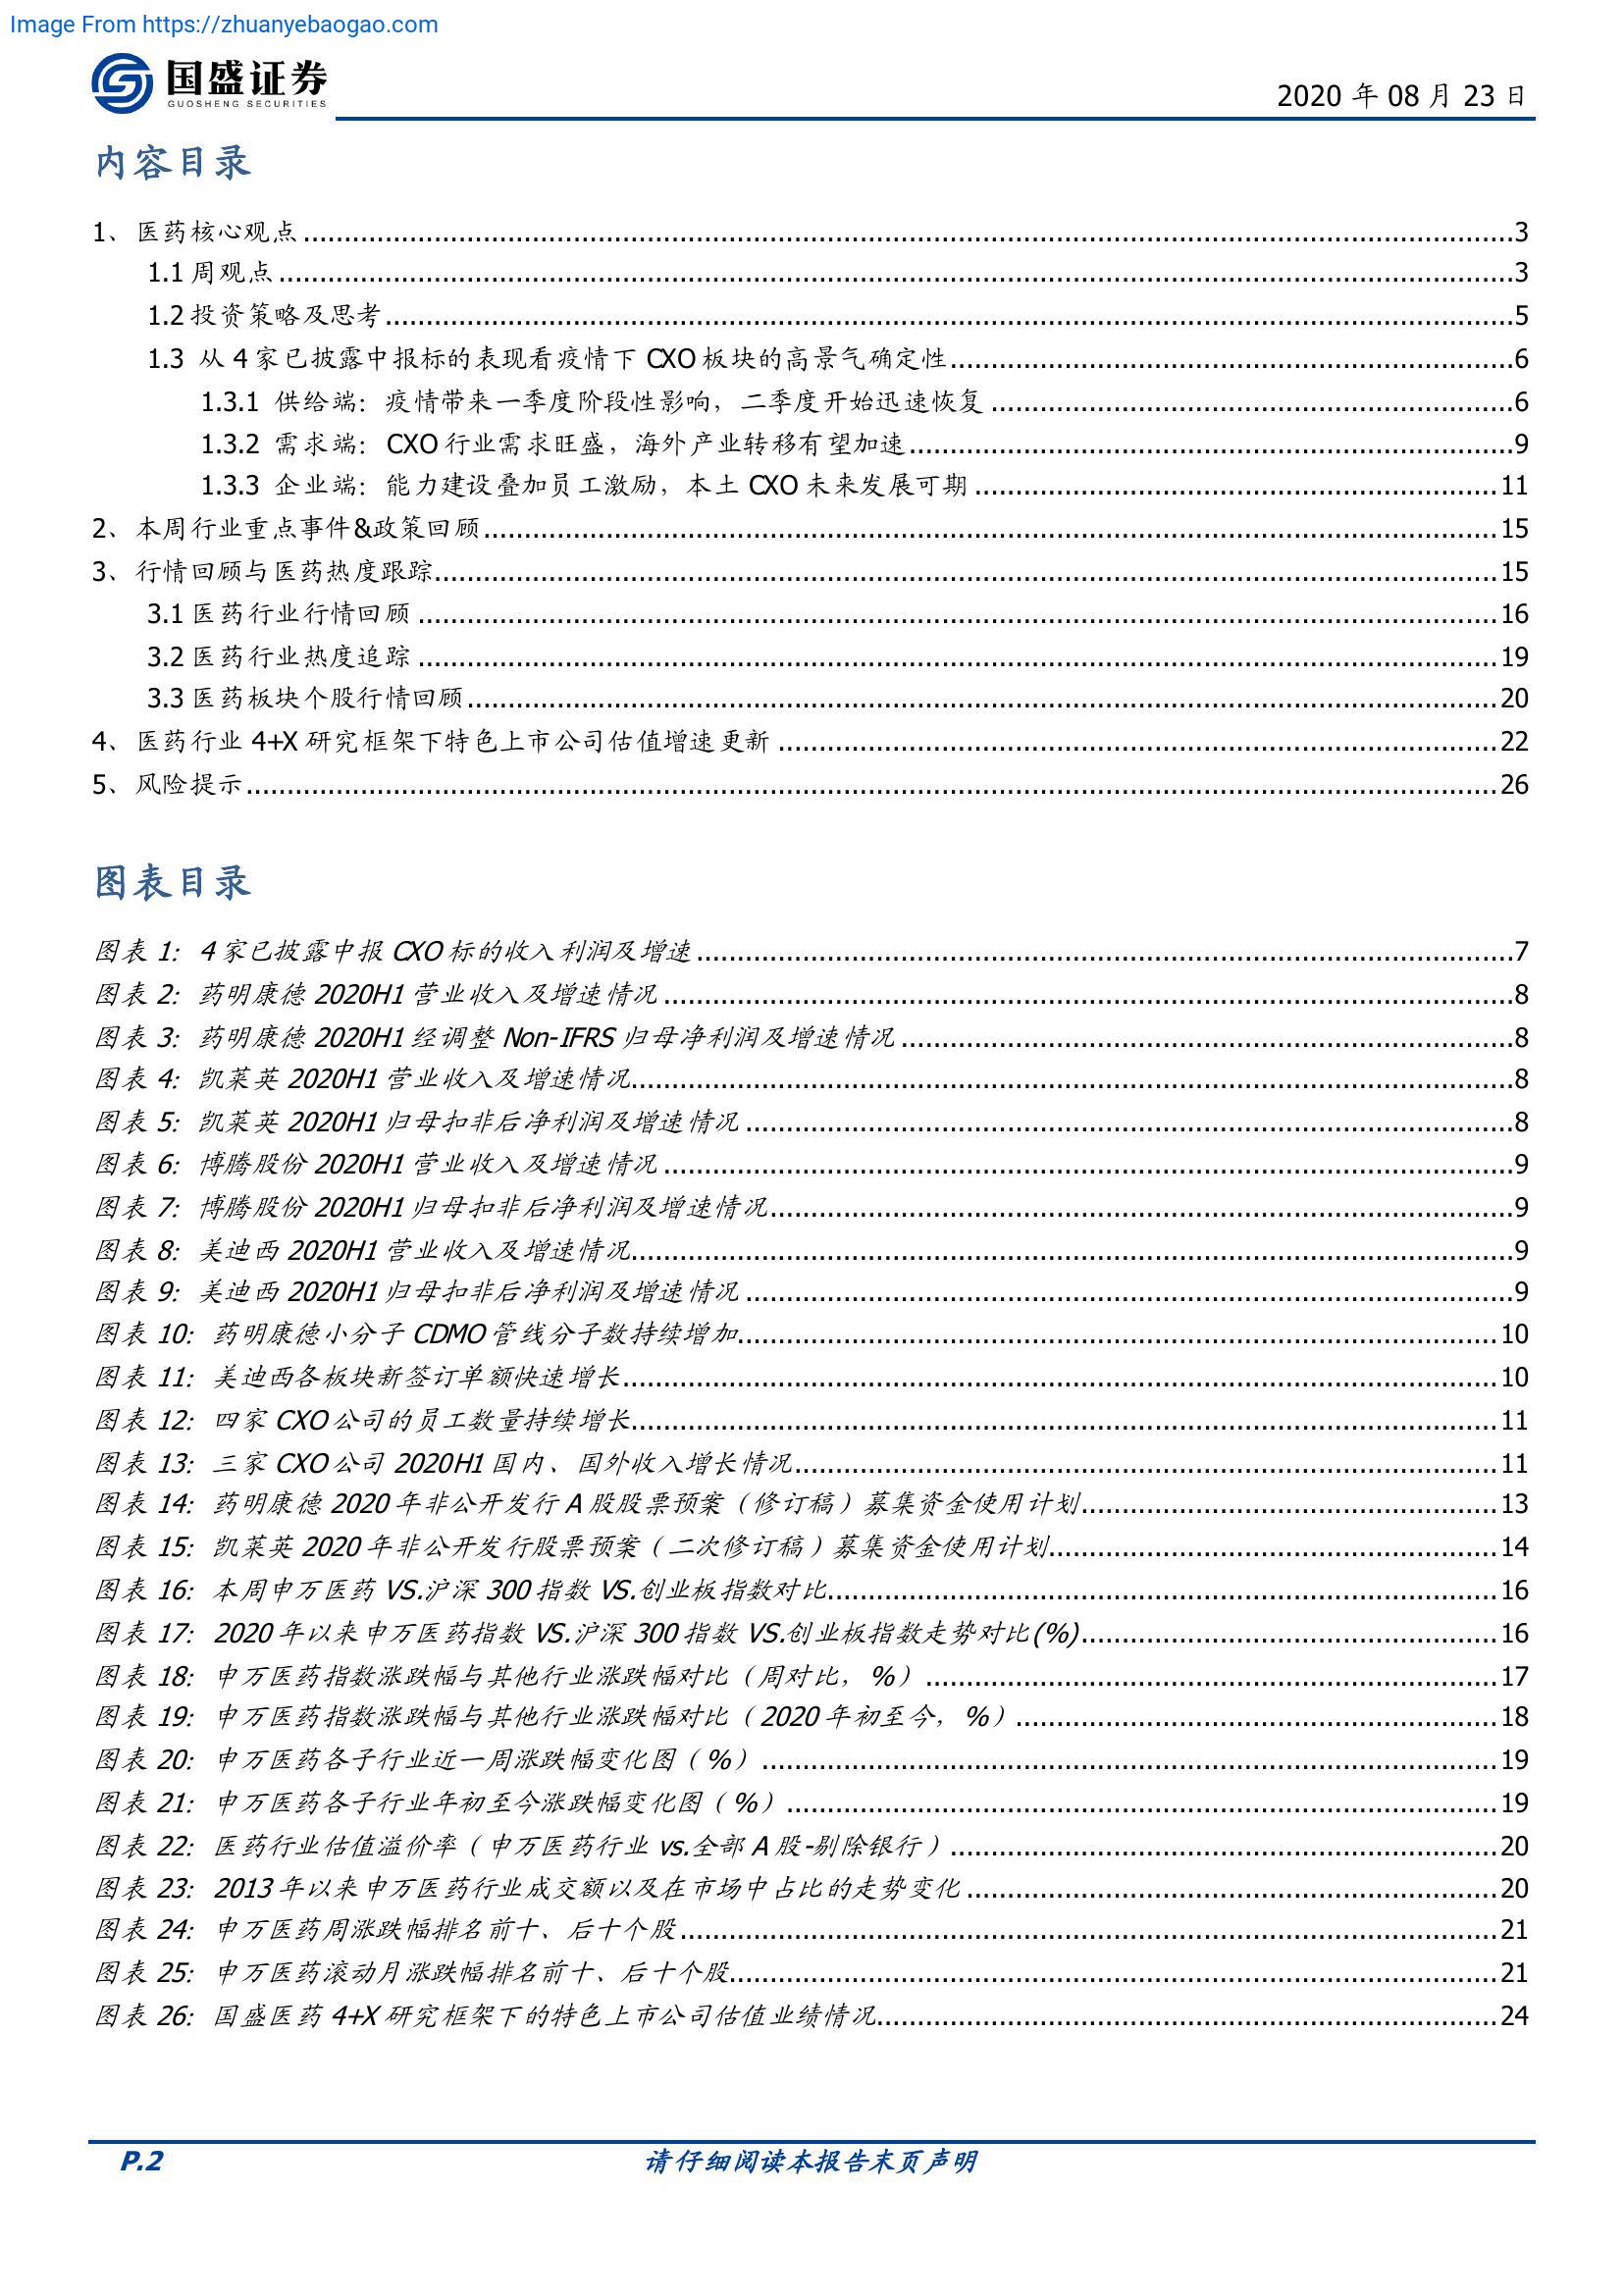 Image From https://zhuanyebaogao.com
国盛证券
GUOSHENG SECURITIES
2020 年 08 月 23 日
内容目录
1、医药核心观点 ........ 3
1.1 周观点 ........ 3
1.2 投资策略及思考 ........ 5
1.3 从 4 家已披露中报标的表现看疫情下 CXO 板块的高景气确定性 ........ 6
1.3.1 供给端：疫情带来一季度阶段性影响，二季度开始迅速恢复 ........ 6
1.3.2 需求端：CXO 行业需求旺盛，海外产业转移有望加速 ........ 9
1.3.3 企业端：能力建设叠加员工激励，本土 CXO 未来发展可期 ........ 11
2、本周行业重点事件&政策回顾 ........ 15
3、行情回顾与医药热度跟踪 ........ 15
3.1 医药行业行情回顾 ........ 16
3.2 医药行业热度追踪 ........ 19
3.3 医药板块个股行情回顾 ........ 20
4、医药行业 4+X 研究框架下特色上市公司估值增速更新 ........ 22
5、风险提示 ........ 26
图表目录
图表 1：4 家已披露中报 CXO 标的收入利润及增速 ........ 7
图表 2：药明康德 2020H1 营业收入及增速情况 ........ 8
图表 3：药明康德 2020H1 经调整 Non-IFRS 归母净利润及增速情况 ........ 8
图表 4：凯莱英 2020H1 营业收入及增速情况 ........ 8
图表 5：凯莱英 2020H1 归母扣非后净利润及增速情况 ........ 8
图表 6：博腾股份 2020H1 营业收入及增速情况 ........ 9
图表 7：博腾股份 2020H1 归母扣非后净利润及增速情况 ........ 9
图表 8：美迪西 2020H1 营业收入及增速情况 ........ 9
图表 9：美迪西 2020H1 归母扣非后净利润及增速情况 ........ 9
图表 10：药明康德小分子 CDMO 管线分子数持续增加 ........ 10
图表 11：美迪西各板块新签订单额快速增长 ........ 10
图表 12：四家 CXO 公司的员工数量持续增长 ........ 11
图表 13：三家 CXO 公司 2020H1 国内、国外收入增长情况 ........ 11
图表 14：药明康德 2020 年非公开发行 A 股股票预案（修订稿）募集资金使用计划 ........ 13
图表 15：凯莱英 2020 年非公开发行股票预案（二次修订稿）募集资金使用计划 ........ 14
图表 16：本周申万医药 VS.沪深 300 指数 VS.创业板指数对比 ........ 16
图表 17：2020 年以来申万医药指数 VS.沪深 300 指数 VS.创业板指数走势对比(%) ........ 16
图表 18：申万医药指数涨跌幅与其他行业涨跌幅对比（周对比，%） ........ 17
图表 19：申万医药指数涨跌幅与其他行业涨跌幅对比（2020 年初至今，%） ........ 18
图表 20：申万医药各子行业近一周涨跌幅变化图（%） ........ 19
图表 21：申万医药各子行业年初至今涨跌幅变化图（%） ........ 19
图表 22：医药行业估值溢价率（申万医药行业 vs.全部 A 股-剔除银行） ........ 20
图表 23：2013 年以来申万医药行业成交额以及在市场中占比的走势变化 ........ 20
图表 24：申万医药周涨跌幅排名前十、后十个股 ........ 21
图表 25：申万医药滚动月涨跌幅排名前十、后十个股 ........ 21
图表 26：国盛医药 4+X 研究框架下的特色上市公司估值业绩情况 ........ 24
P.2
请仔细阅读本报告末页声明